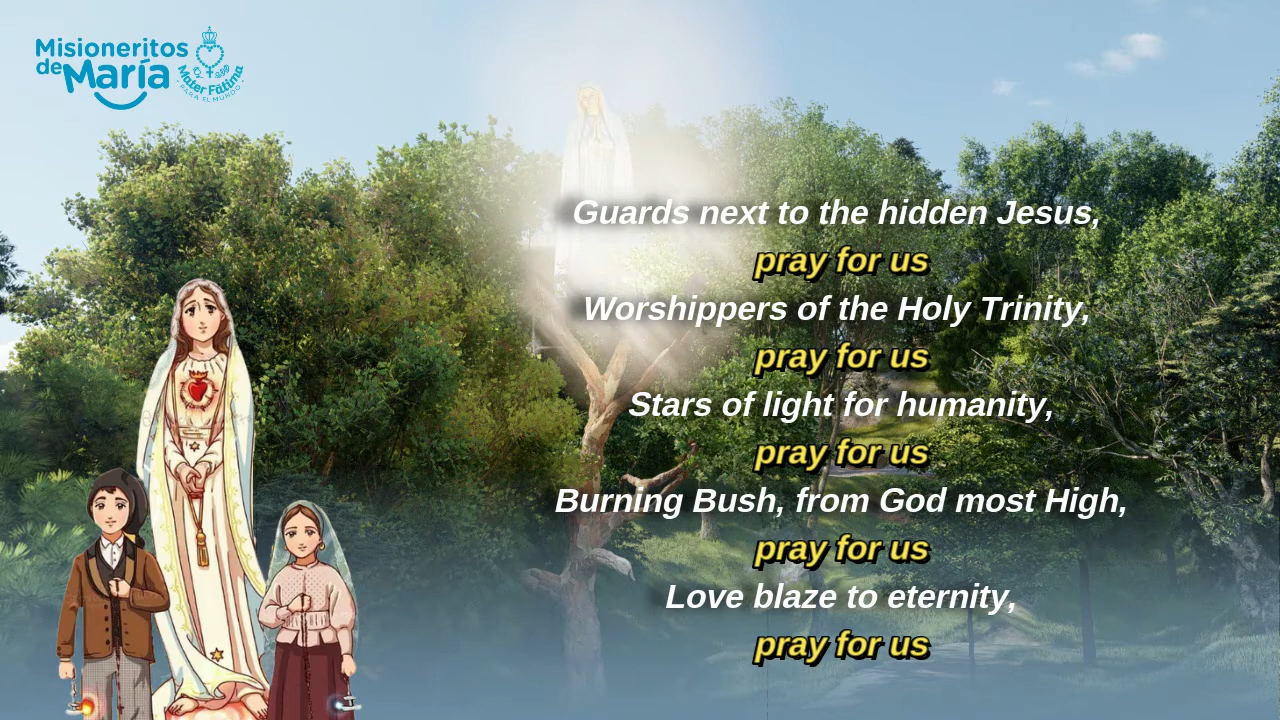 Misioneritos
de María
Mater Fátima
PARA EL MUNDO
Guards next to the hidden Jesus,
pray for us
Worshippers of the Holy Trinity,
pray for us
Stars of light for humanity,
pray for us
Burning Bush, from God most High,
pray for us
Love blaze to eternity,
pray for us